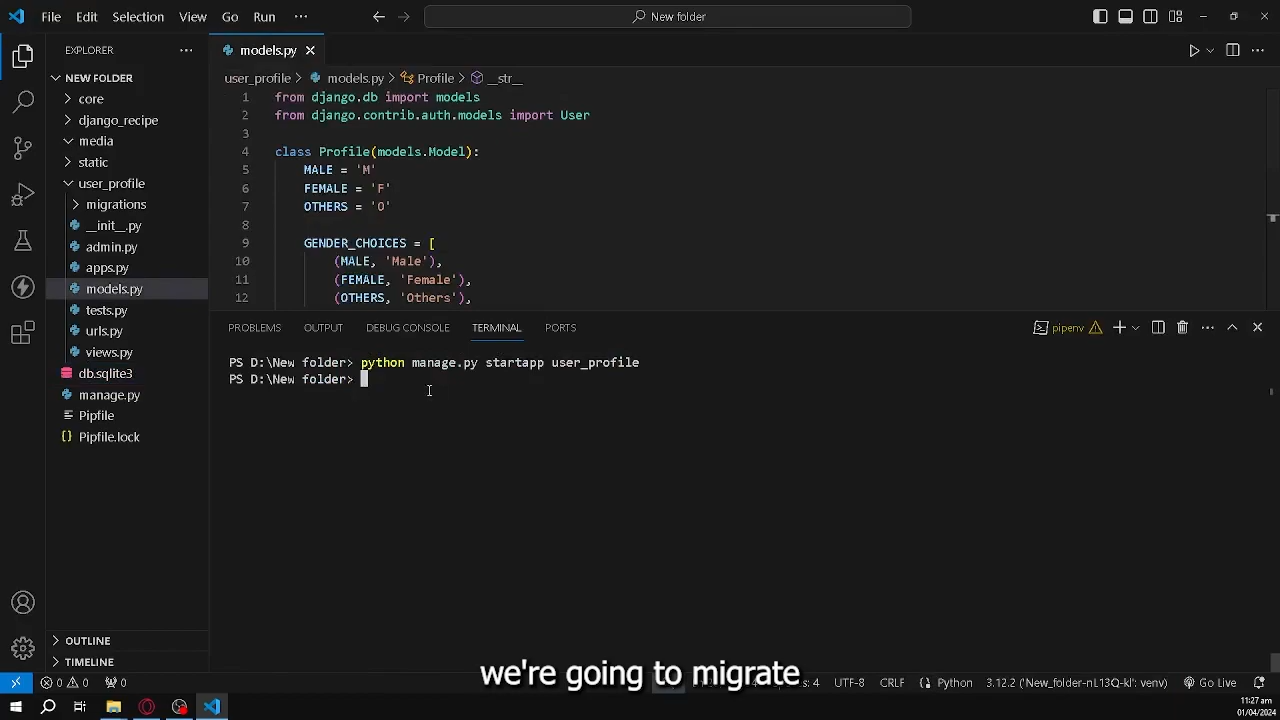 File Edit Selection View Go Run ··· New folder
EXPLORER ···
NEW FOLDER
core
django_recipe
media
static
user_profile
migrations
__init__.py
admin.py
apps.py
models.py
tests.py
urls.py
views.py
db.sqlite3
manage.py
Pipfile
{} Pipfile.lock
OUTLINE
TIMELINE
models.py
user_profile > models.py > Profile > __str__
1 from django.db import models
2 from django.contrib.auth.models import User
3
4 class Profile(models.Model):
5 MALE = 'M'
6 FEMALE = 'F'
7 OTHERS = 'O'
8
9 GENDER_CHOICES = [
10 (MALE, 'Male'),
11 (FEMALE, 'Female'),
12 (OTHERS, 'Others'),
PROBLEMS OUTPUT DEBUG CONSOLE TERMINAL PORTS pipenv
PS D:\New folder> python manage.py startapp user_profile
PS D:\New folder>
we're going to migrate
0 0 0 : 4 UTF-8 CRLF Python 3.12.2 ('New_folder-nL13Q-kl': venv) Go Live
11:27 am
01/04/2024